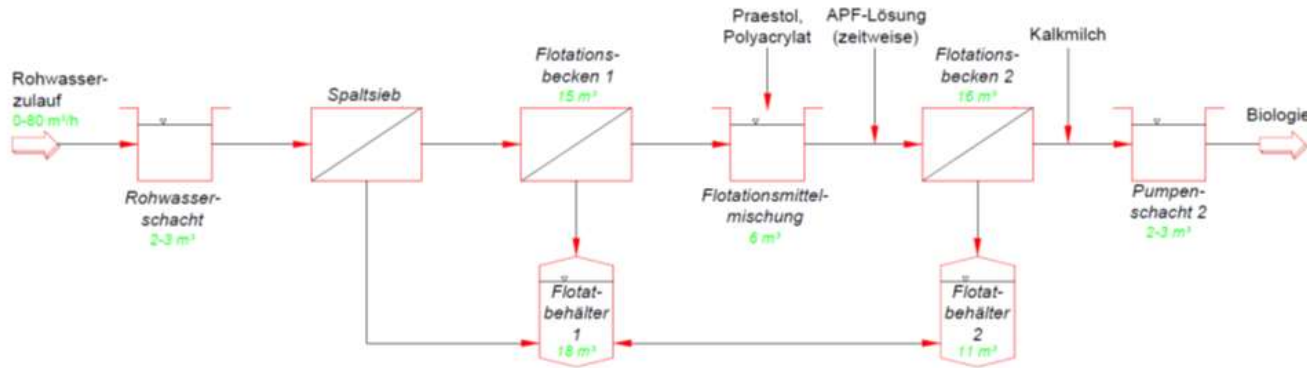 Rohwasser-
zulauf
0-80 m³/h
Rohwasser-
schacht
2-3 m³
Spaltsieb
Flotations-
becken 1
15 m³
Praestol,
Polyacrylat
Flotationsmittel-
mischung
6 m³
APF-Lösung
(zeitweise)
Flotations-
becken 2
16 m³
Kalkmilch
Pumpen-
schacht 2
2-3 m³
Biologie
Flotat-
behälter
1
18 m³
Flotat-
behälter
2
11 m³